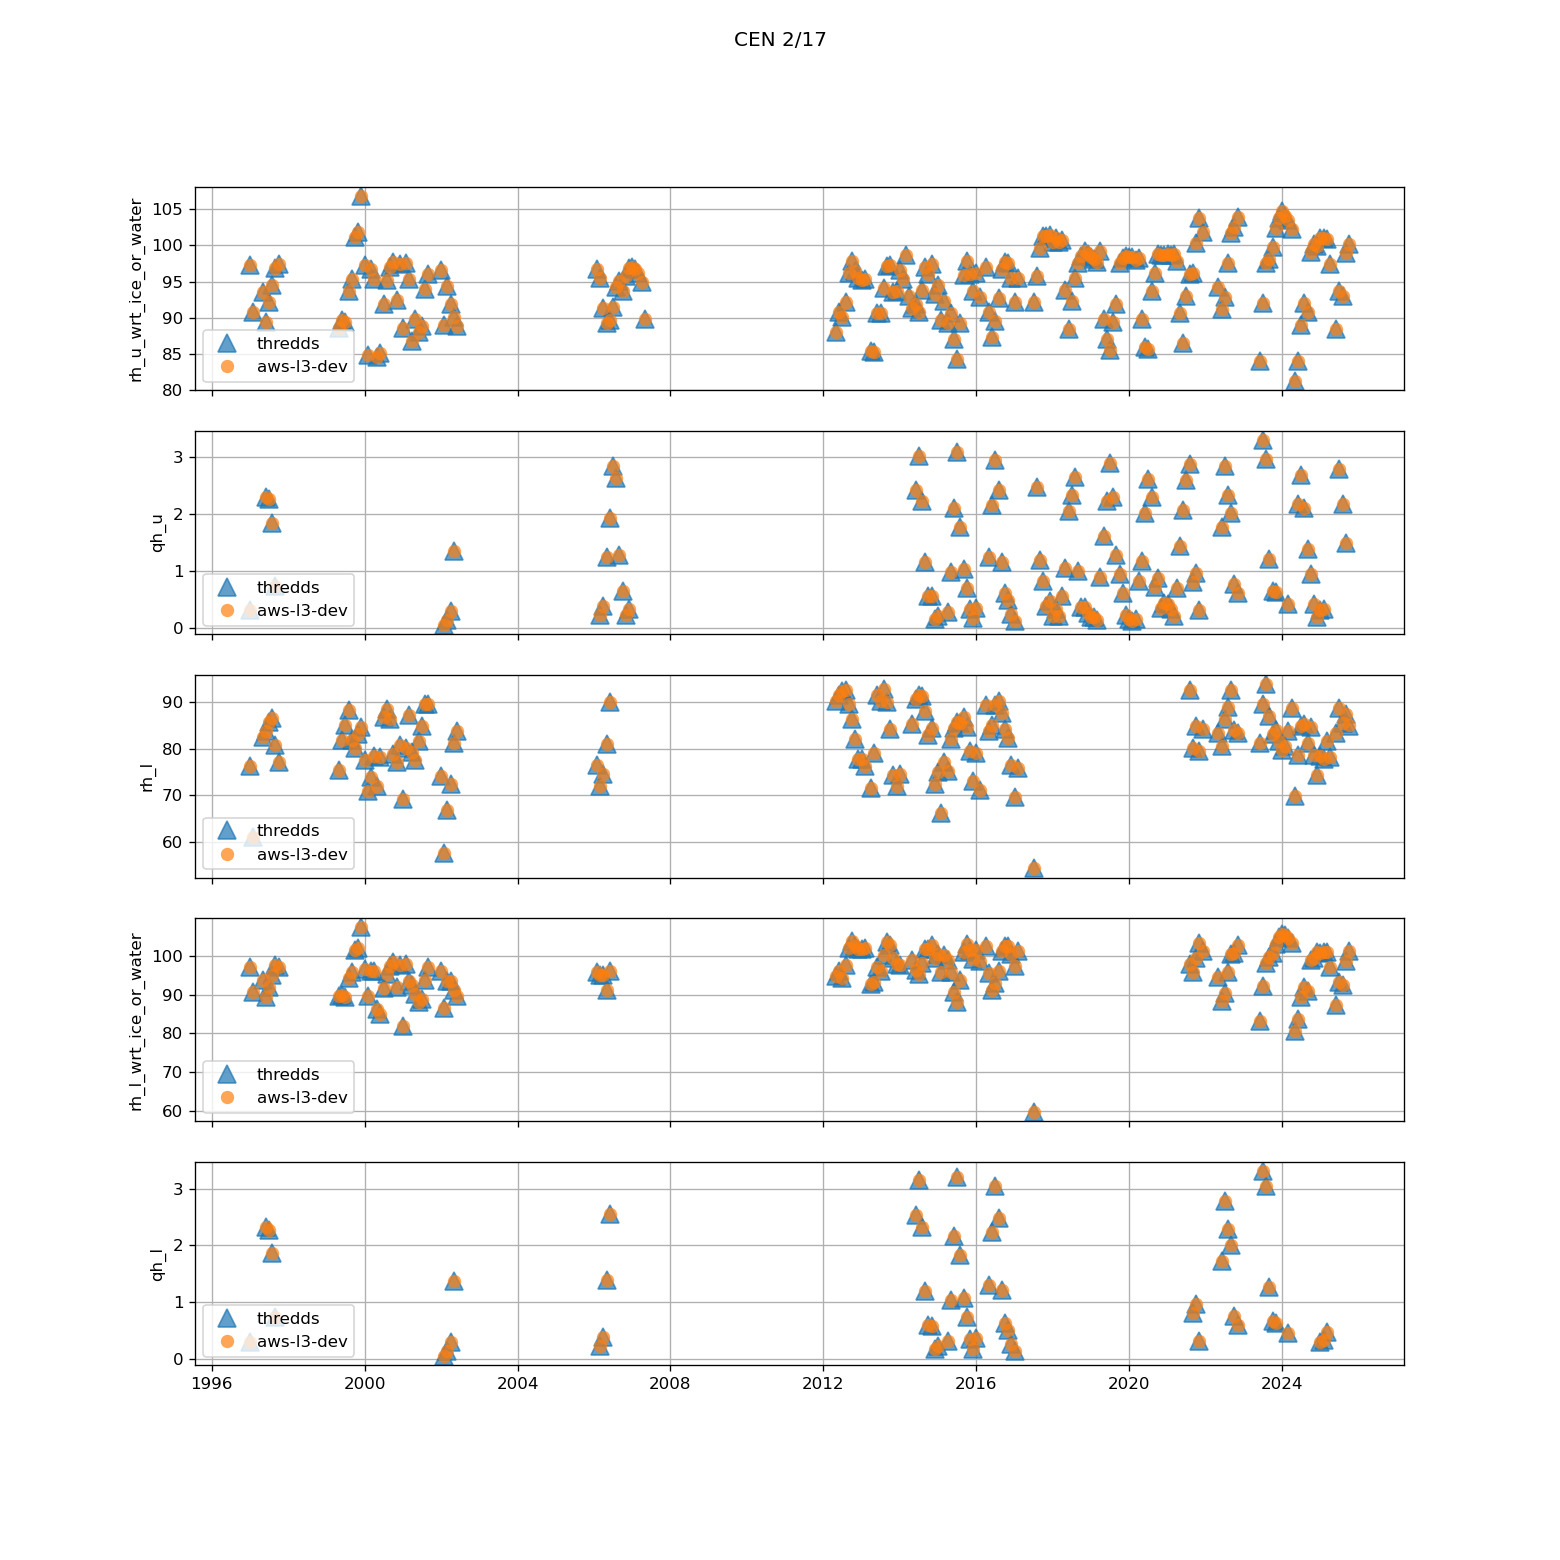 CEN 2/17
rh_u_wrt_ice_or_water
105
100
95
90
85
80
thredds
aws-l3-dev
qh_u
3
2
1
0
thredds
aws-l3-dev
rh_l
90
80
70
60
thredds
aws-l3-dev
rh_l_wrt_ice_or_water
100
90
80
70
60
thredds
aws-l3-dev
qh_l
3
2
1
0
thredds
aws-l3-dev
1996 2000 2004 2008 2012 2016 2020 2024